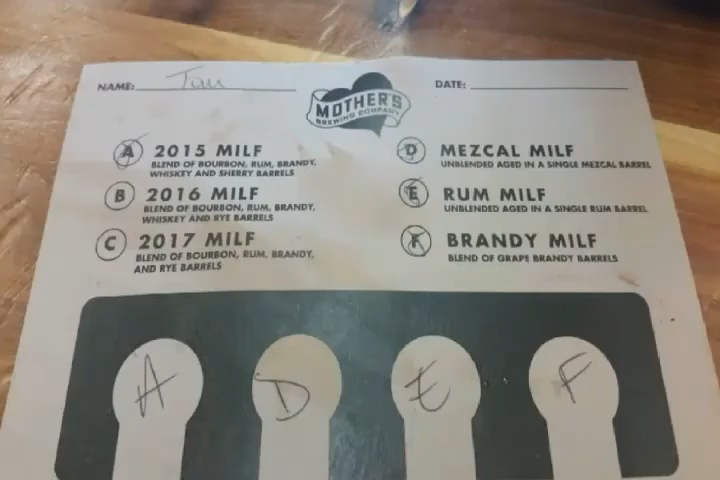 NAME: Tom
DATE:
MOTHER'S
BREWING COMPANY
A 2015 MILF
BLEND OF BOURBON, RUM, BRANDY,
WHISKEY AND SHERRY BARRELS
B 2016 MILF
BLEND OF BOURBON, RUM, BRANDY,
WHISKEY AND RYE BARRELS
C 2017 MILF
BLEND OF BOURBON, RUM, BRANDY,
AND RYE BARRELS
D MEZCAL MILF
UNBLENDED AGED IN A SINGLE MEZCAL BARREL
E RUM MILF
UNBLENDED AGED IN A SINGLE RUM BARREL
F BRANDY MILF
BLEND OF GRAPE BRANDY BARRELS
A D E F